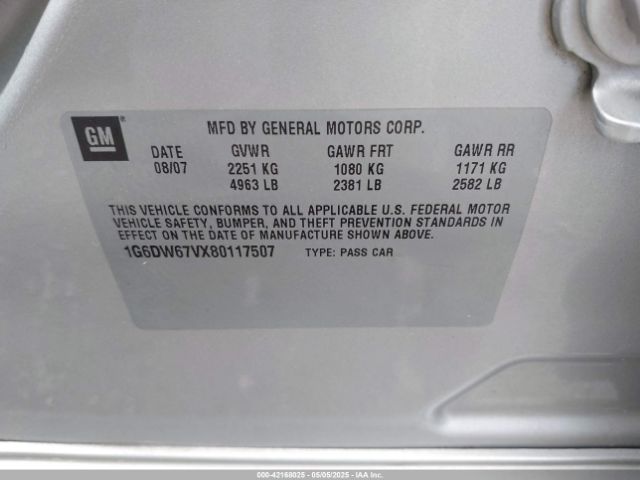 GM
®
MFD BY GENERAL MOTORS CORP.
DATE GVWR GAWR FRT GAWR RR
08/07 2251 KG 1080 KG 1171 KG
4963 LB 2381 LB 2582 LB
THIS VEHICLE CONFORMS TO ALL APPLICABLE U.S. FEDERAL MOTOR
VEHICLE SAFETY, BUMPER, AND THEFT PREVENTION STANDARDS IN
EFFECT ON THE DATE OF MANUFACTURE SHOWN ABOVE.
1G6DW67VX80117507 TYPE: PASS CAR
000-42168025 - 05/05/2025 - IAA Inc.